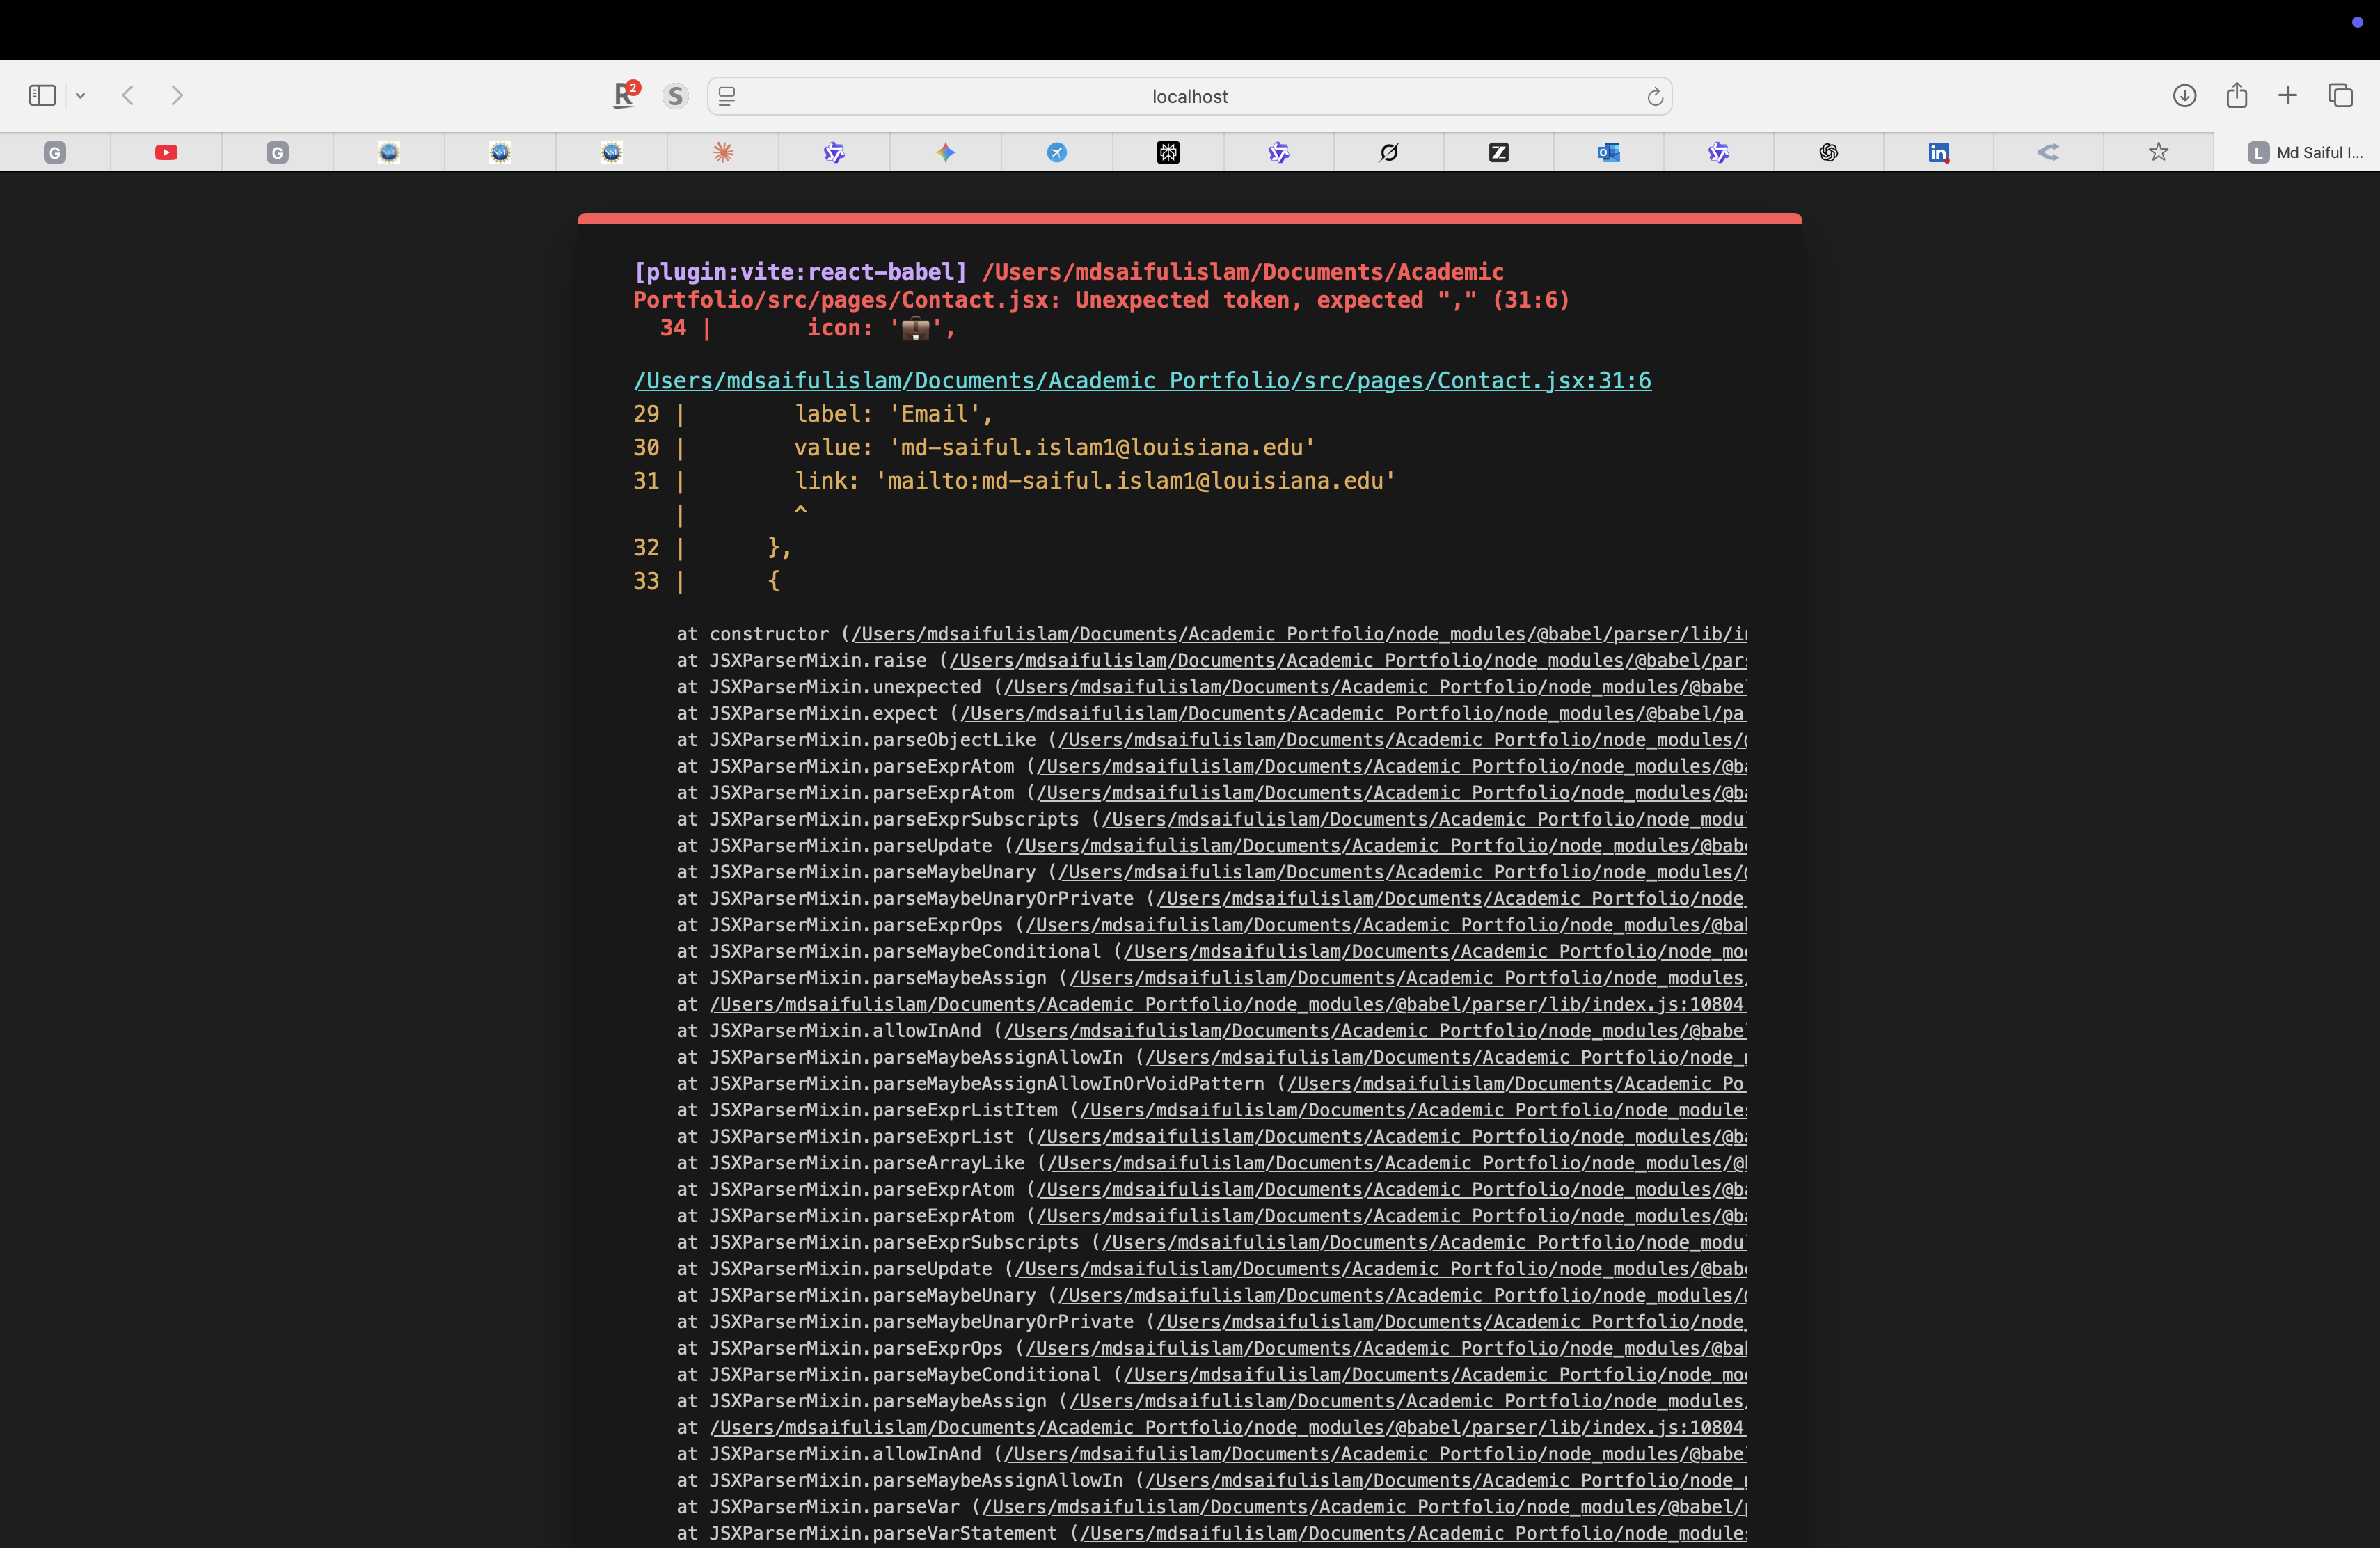 2
S
localhost
G
G
Z
in
L Md Saiful I...
[plugin:vite:react-babel] /Users/mdsaifulislam/Documents/Academic
Portfolio/src/pages/Contact.jsx: Unexpected token, expected "," (31:6)
34 | icon: '💼',
/Users/mdsaifulislam/Documents/Academic Portfolio/src/pages/Contact.jsx:31:6
29 | label: 'Email',
30 | value: 'md-saiful.islam1@louisiana.edu'
31 | link: 'mailto:md-saiful.islam1@louisiana.edu'
| ^
32 | },
33 | {
at constructor (/Users/mdsaifulislam/Documents/Academic Portfolio/node_modules/@babel/parser/lib/i
at JSXParserMixin.raise (/Users/mdsaifulislam/Documents/Academic Portfolio/node_modules/@babel/par
at JSXParserMixin.unexpected (/Users/mdsaifulislam/Documents/Academic Portfolio/node_modules/@babe
at JSXParserMixin.expect (/Users/mdsaifulislam/Documents/Academic Portfolio/node_modules/@babel/pa
at JSXParserMixin.parseObjectLike (/Users/mdsaifulislam/Documents/Academic Portfolio/node_modules/
at JSXParserMixin.parseExprAtom (/Users/mdsaifulislam/Documents/Academic Portfolio/node_modules/@b
at JSXParserMixin.parseExprAtom (/Users/mdsaifulislam/Documents/Academic Portfolio/node_modules/@b
at JSXParserMixin.parseExprSubscripts (/Users/mdsaifulislam/Documents/Academic Portfolio/node_modu
at JSXParserMixin.parseUpdate (/Users/mdsaifulislam/Documents/Academic Portfolio/node_modules/@bab
at JSXParserMixin.parseMaybeUnary (/Users/mdsaifulislam/Documents/Academic Portfolio/node_modules/
at JSXParserMixin.parseMaybeUnaryOrPrivate (/Users/mdsaifulislam/Documents/Academic Portfolio/node_
at JSXParserMixin.parseExprOps (/Users/mdsaifulislam/Documents/Academic Portfolio/node_modules/@ba
at JSXParserMixin.parseMaybeConditional (/Users/mdsaifulislam/Documents/Academic Portfolio/node_mo
at JSXParserMixin.parseMaybeAssign (/Users/mdsaifulislam/Documents/Academic Portfolio/node_modules/
at /Users/mdsaifulislam/Documents/Academic Portfolio/node_modules/@babel/parser/lib/index.js:10804
at JSXParserMixin.allowInAnd (/Users/mdsaifulislam/Documents/Academic Portfolio/node_modules/@babe
at JSXParserMixin.parseMaybeAssignAllowIn (/Users/mdsaifulislam/Documents/Academic Portfolio/node_
at JSXParserMixin.parseMaybeAssignAllowInOrVoidPattern (/Users/mdsaifulislam/Documents/Academic Po
at JSXParserMixin.parseExprListItem (/Users/mdsaifulislam/Documents/Academic Portfolio/node_module
at JSXParserMixin.parseExprList (/Users/mdsaifulislam/Documents/Academic Portfolio/node_modules/@b
at JSXParserMixin.parseArrayLike (/Users/mdsaifulislam/Documents/Academic Portfolio/node_modules/@
at JSXParserMixin.parseExprAtom (/Users/mdsaifulislam/Documents/Academic Portfolio/node_modules/@b
at JSXParserMixin.parseExprAtom (/Users/mdsaifulislam/Documents/Academic Portfolio/node_modules/@b
at JSXParserMixin.parseExprSubscripts (/Users/mdsaifulislam/Documents/Academic Portfolio/node_modu
at JSXParserMixin.parseUpdate (/Users/mdsaifulislam/Documents/Academic Portfolio/node_modules/@bab
at JSXParserMixin.parseMaybeUnary (/Users/mdsaifulislam/Documents/Academic Portfolio/node_modules/
at JSXParserMixin.parseMaybeUnaryOrPrivate (/Users/mdsaifulislam/Documents/Academic Portfolio/node_
at JSXParserMixin.parseExprOps (/Users/mdsaifulislam/Documents/Academic Portfolio/node_modules/@ba
at JSXParserMixin.parseMaybeConditional (/Users/mdsaifulislam/Documents/Academic Portfolio/node_mo
at JSXParserMixin.parseMaybeAssign (/Users/mdsaifulislam/Documents/Academic Portfolio/node_modules/
at /Users/mdsaifulislam/Documents/Academic Portfolio/node_modules/@babel/parser/lib/index.js:10804
at JSXParserMixin.allowInAnd (/Users/mdsaifulislam/Documents/Academic Portfolio/node_modules/@babe
at JSXParserMixin.parseMaybeAssignAllowIn (/Users/mdsaifulislam/Documents/Academic Portfolio/node_
at JSXParserMixin.parseVar (/Users/mdsaifulislam/Documents/Academic Portfolio/node_modules/@babel/
at JSXParserMixin.parseVarStatement (/Users/mdsaifulislam/Documents/Academic Portfolio/node_module